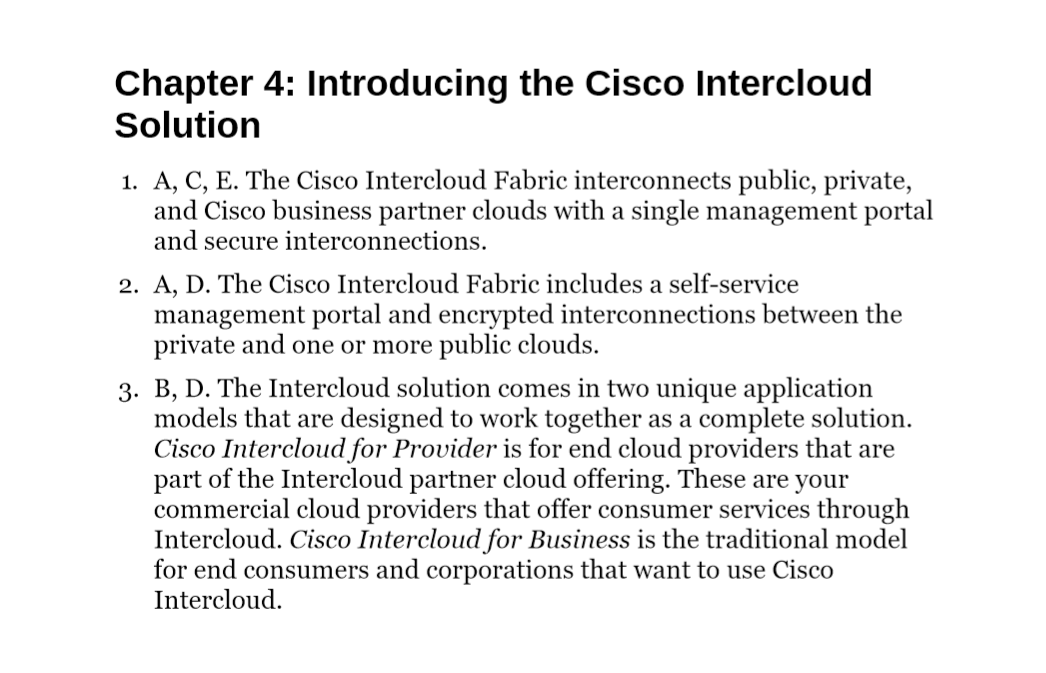 Chapter 4: Introducing the Cisco Intercloud
Solution
1. A, C, E. The Cisco Intercloud Fabric interconnects public, private,
and Cisco business partner clouds with a single management portal
and secure interconnections.
2. A, D. The Cisco Intercloud Fabric includes a self-service
management portal and encrypted interconnections between the
private and one or more public clouds.
3. B, D. The Intercloud solution comes in two unique application
models that are designed to work together as a complete solution.
Cisco Intercloud for Provider is for end cloud providers that are
part of the Intercloud partner cloud offering. These are your
commercial cloud providers that offer consumer services through
Intercloud. Cisco Intercloud for Business is the traditional model
for end consumers and corporations that want to use Cisco
Intercloud.